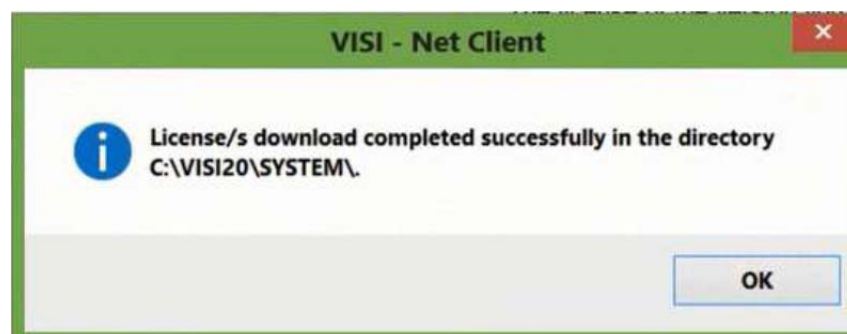 VISI - Net Client
License/s download completed successfully in the directory
C:\VISI20\SYSTEM\.
OK